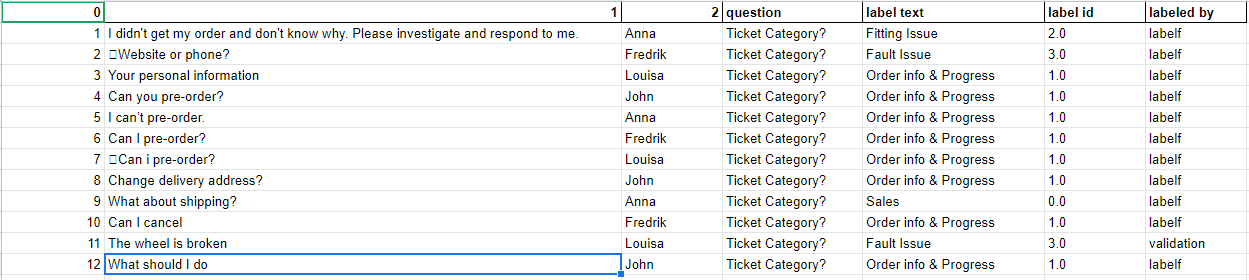 0 1 2 question label text label id labeled by
1 I didn't get my order and don't know why. Please investigate and respond to me. Anna Ticket Category? Fitting Issue 2.0 labelf
2 □Website or phone? Fredrik Ticket Category? Fault Issue 3.0 labelf
3 Your personal information Louisa Ticket Category? Order info & Progress 1.0 labelf
4 Can you pre-order? John Ticket Category? Order info & Progress 1.0 labelf
5 I can't pre-order. Anna Ticket Category? Order info & Progress 1.0 labelf
6 Can I pre-order? Fredrik Ticket Category? Order info & Progress 1.0 labelf
7 □Can i pre-order? Louisa Ticket Category? Order info & Progress 1.0 labelf
8 Change delivery address? John Ticket Category? Order info & Progress 1.0 labelf
9 What about shipping? Anna Ticket Category? Sales 0.0 labelf
10 Can I cancel Fredrik Ticket Category? Order info & Progress 1.0 labelf
11 The wheel is broken Louisa Ticket Category? Fault Issue 3.0 validation
12 What should I do John Ticket Category? Order info & Progress 1.0 labelf